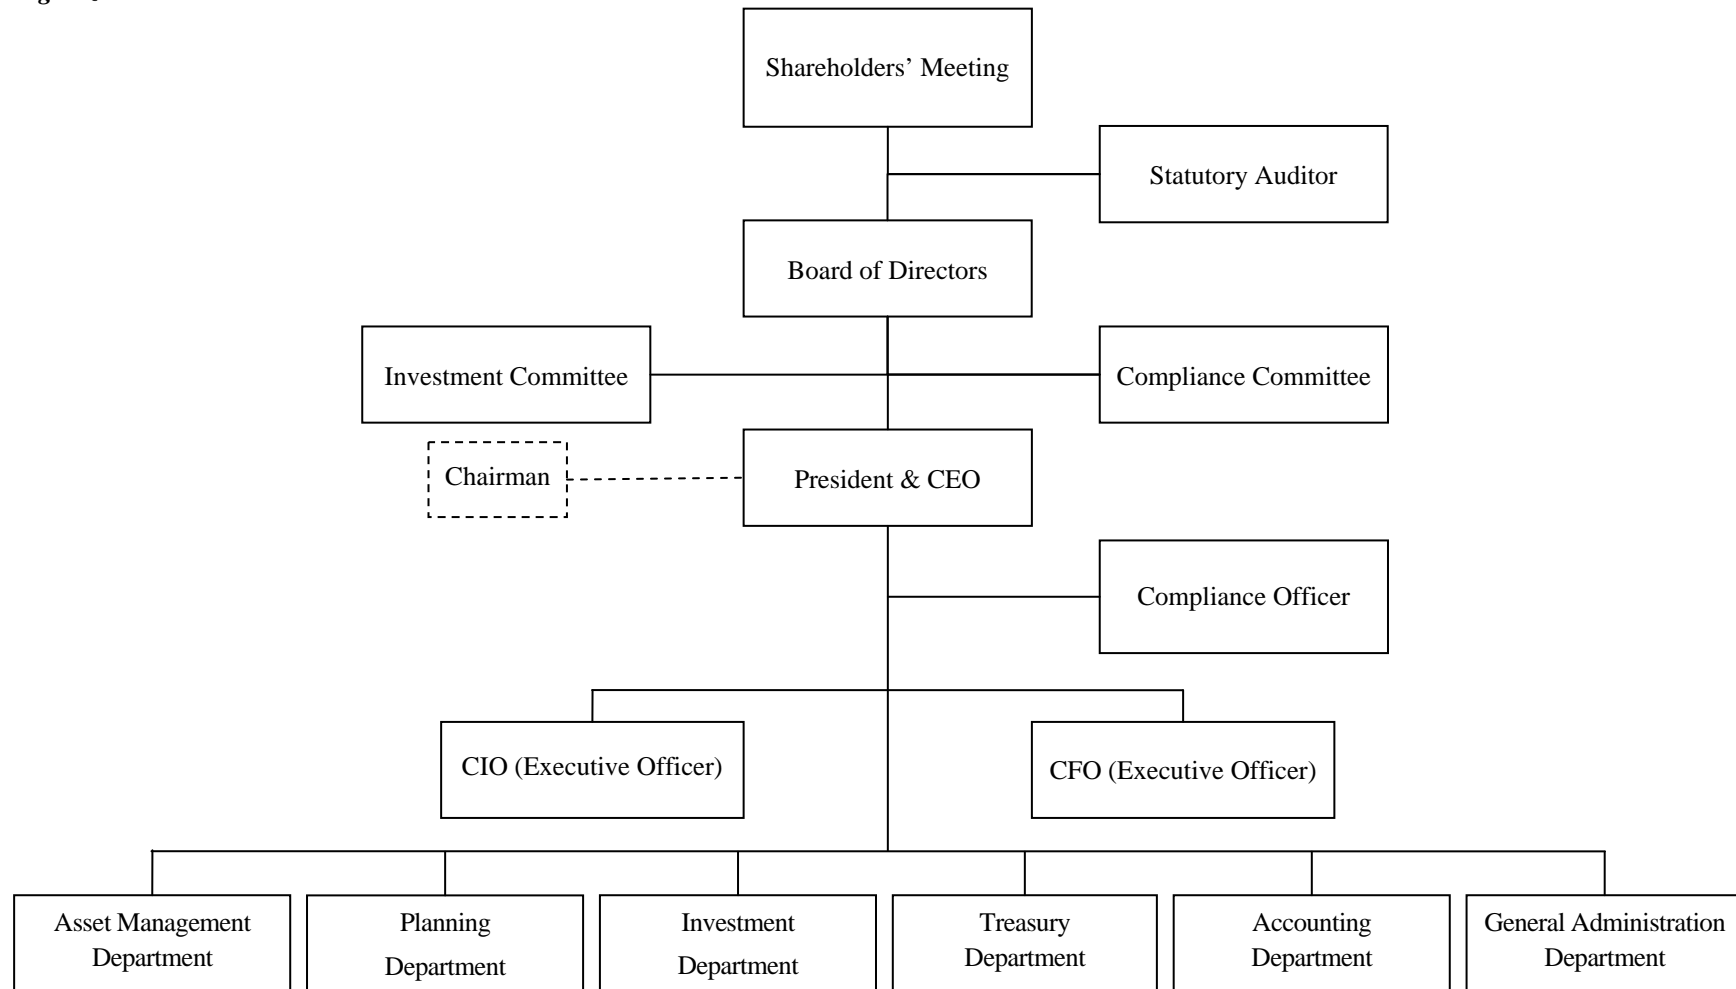 Shareholders’ Meeting
Statutory Auditor
Board of Directors
Investment Committee
Compliance Committee
Chairman
President & CEO
Compliance Officer
CIO (Executive Officer)
CFO (Executive Officer)
Asset Management
Department
Planning
Department
Investment
Department
Treasury
Department
Accounting
Department
General Administration
Department